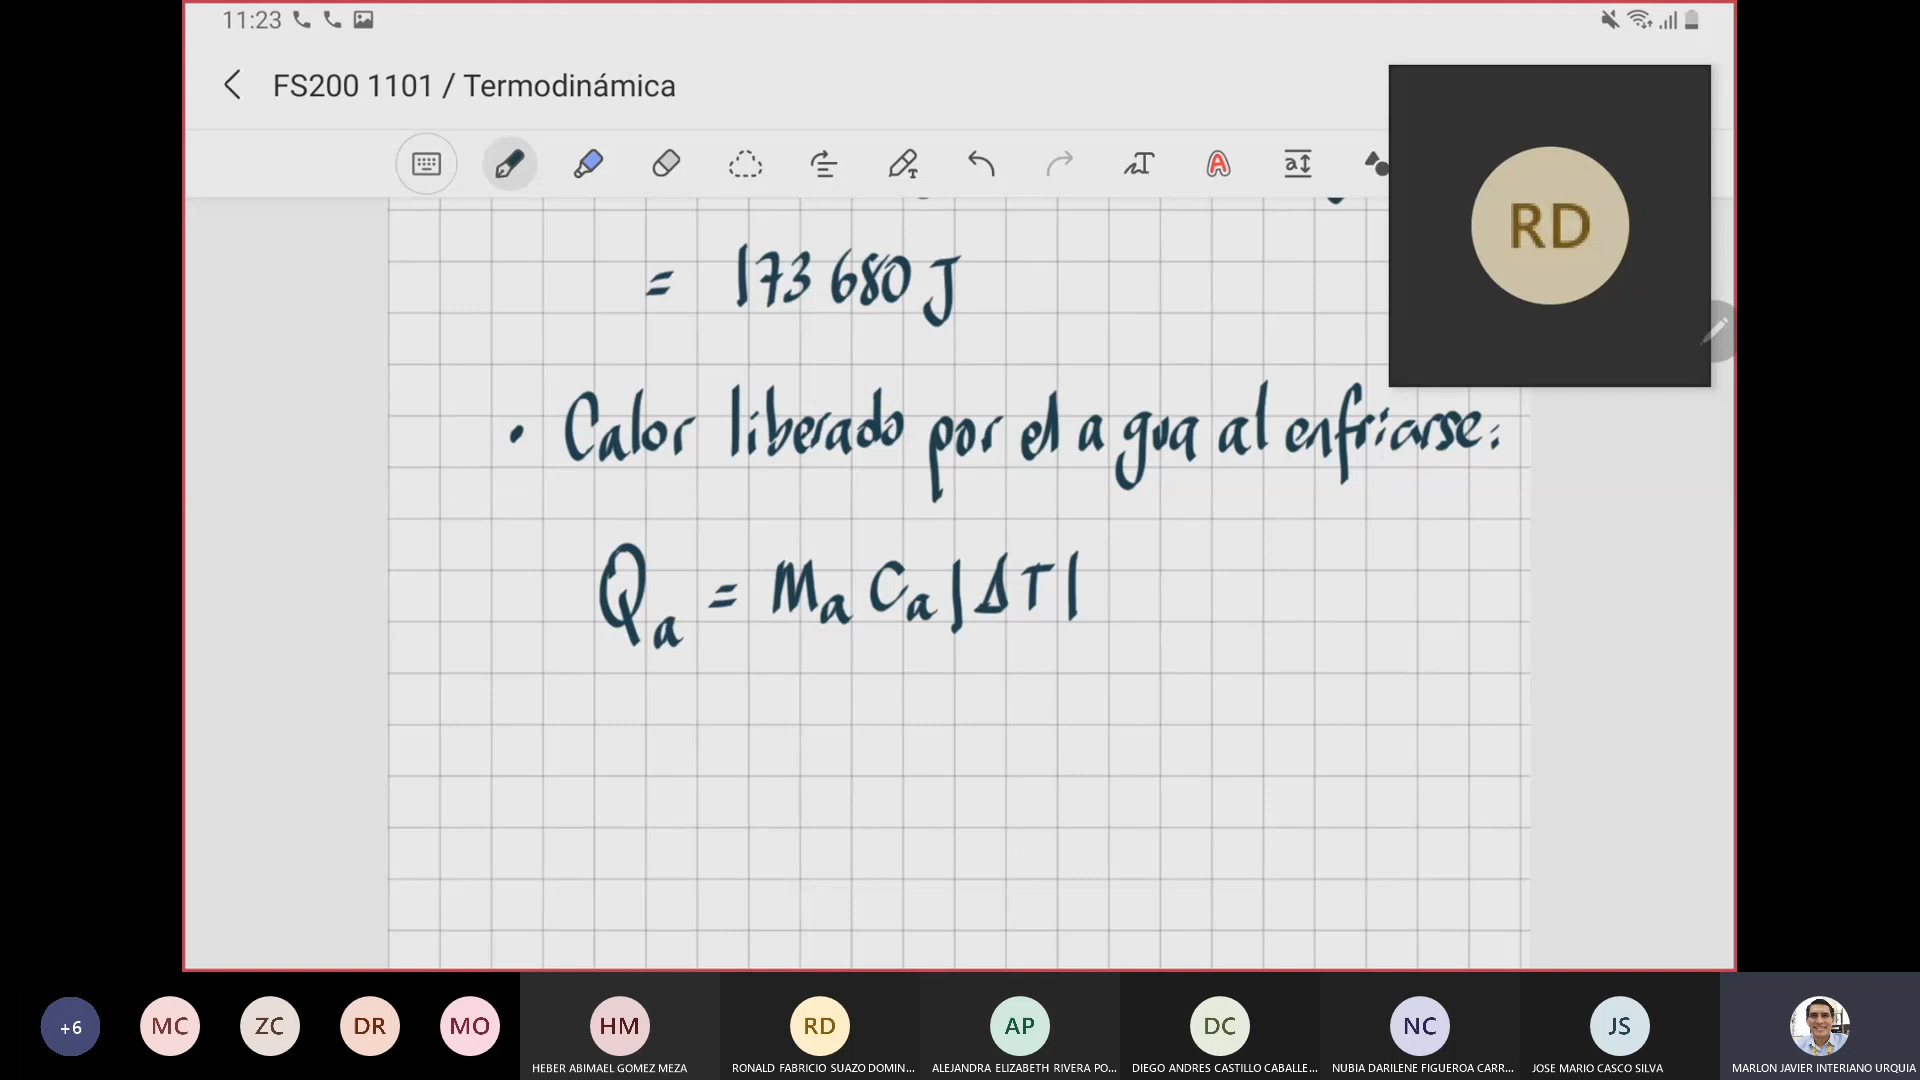 11:23
FS200 1101 / Termodinámica
RD
= 173 680 J
• Calor liberado por el agua al enfriarse:
Qa = Ma Ca |ΔT|
+6
MC
ZC
DR
MO
HM
RD
AP
DC
NC
JS
HEBER ABIMAEL GOMEZ MEZA
RONALD FABRICIO SUAZO DOMIN...
ALEJANDRA ELIZABETH RIVERA PO...
DIEGO ANDRES CASTILLO CABALLE...
NUBIA DARILENE FIGUEROA CARR...
JOSE MARIO CASCO SILVA
MARLON JAVIER INTERIANO URQUIA